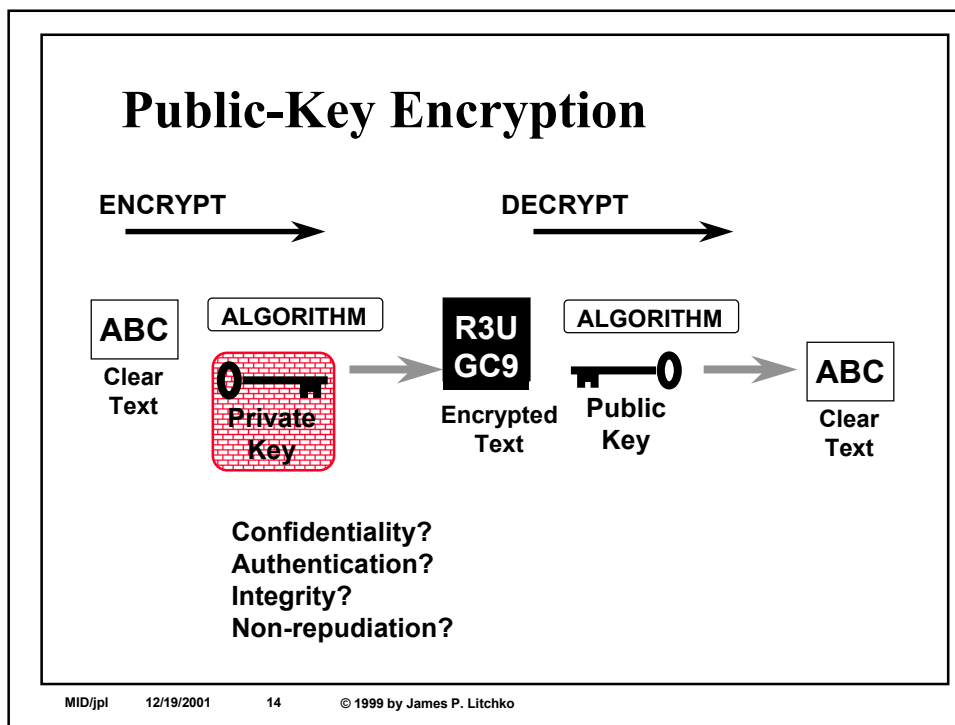 Public-Key Encryption
ENCRYPT
DECRYPT
ABC
Clear
Text
ALGORITHM
Private
Key
R3U
GC9
Encrypted
Text
ALGORITHM
Public
Key
ABC
Clear
Text
Confidentiality?
Authentication?
Integrity?
Non-repudiation?
MID/jpl 12/19/2001 14 © 1999 by James P. Litchko